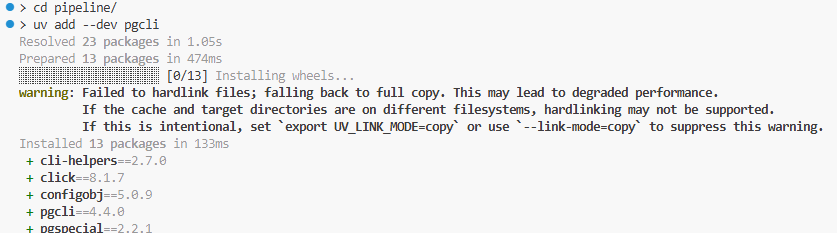 > cd pipeline/
> uv add --dev pgcli
Resolved 23 packages in 1.05s
Prepared 13 packages in 474ms
░░░░░░░░░░░░░░░░░░░░ [0/13] Installing wheels...
warning: Failed to hardlink files; falling back to full copy. This may lead to degraded performance.
If the cache and target directories are on different filesystems, hardlinking may not be supported.
If this is intentional, set `export UV_LINK_MODE=copy` or use `--link-mode=copy` to suppress this warning.
Installed 13 packages in 133ms
+ cli-helpers==2.7.0
+ click==8.1.7
+ configobj==5.0.9
+ pgcli==4.4.0
+ pgspecial==2.2.1